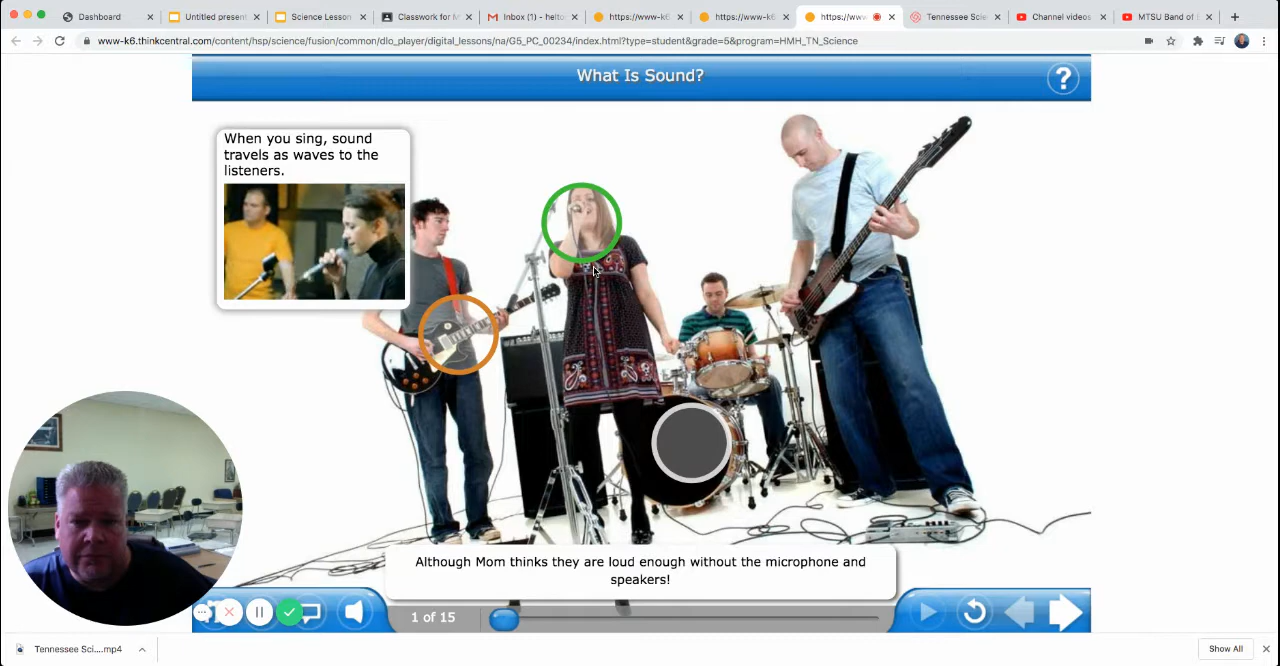 Dashboard
Untitled present
Science Lesson
Classwork for M
Inbox (1) – helto
https://www-k6
https://www-k6
https://www
Tennessee Scie
Channel videos
MTSU Band of B
www-k6.thinkcentral.com/content/hsp/science/fusion/common/dlo_player/digital_lessons/na/G5_PC_00234/index.html?type=student&grade=5&program=HMH_TN_Science
What Is Sound?
?
When you sing, sound
travels as waves to the
listeners.
Although Mom thinks they are loud enough without the microphone and
speakers!
1 of 15
Tennessee Sci....mp4
Show All